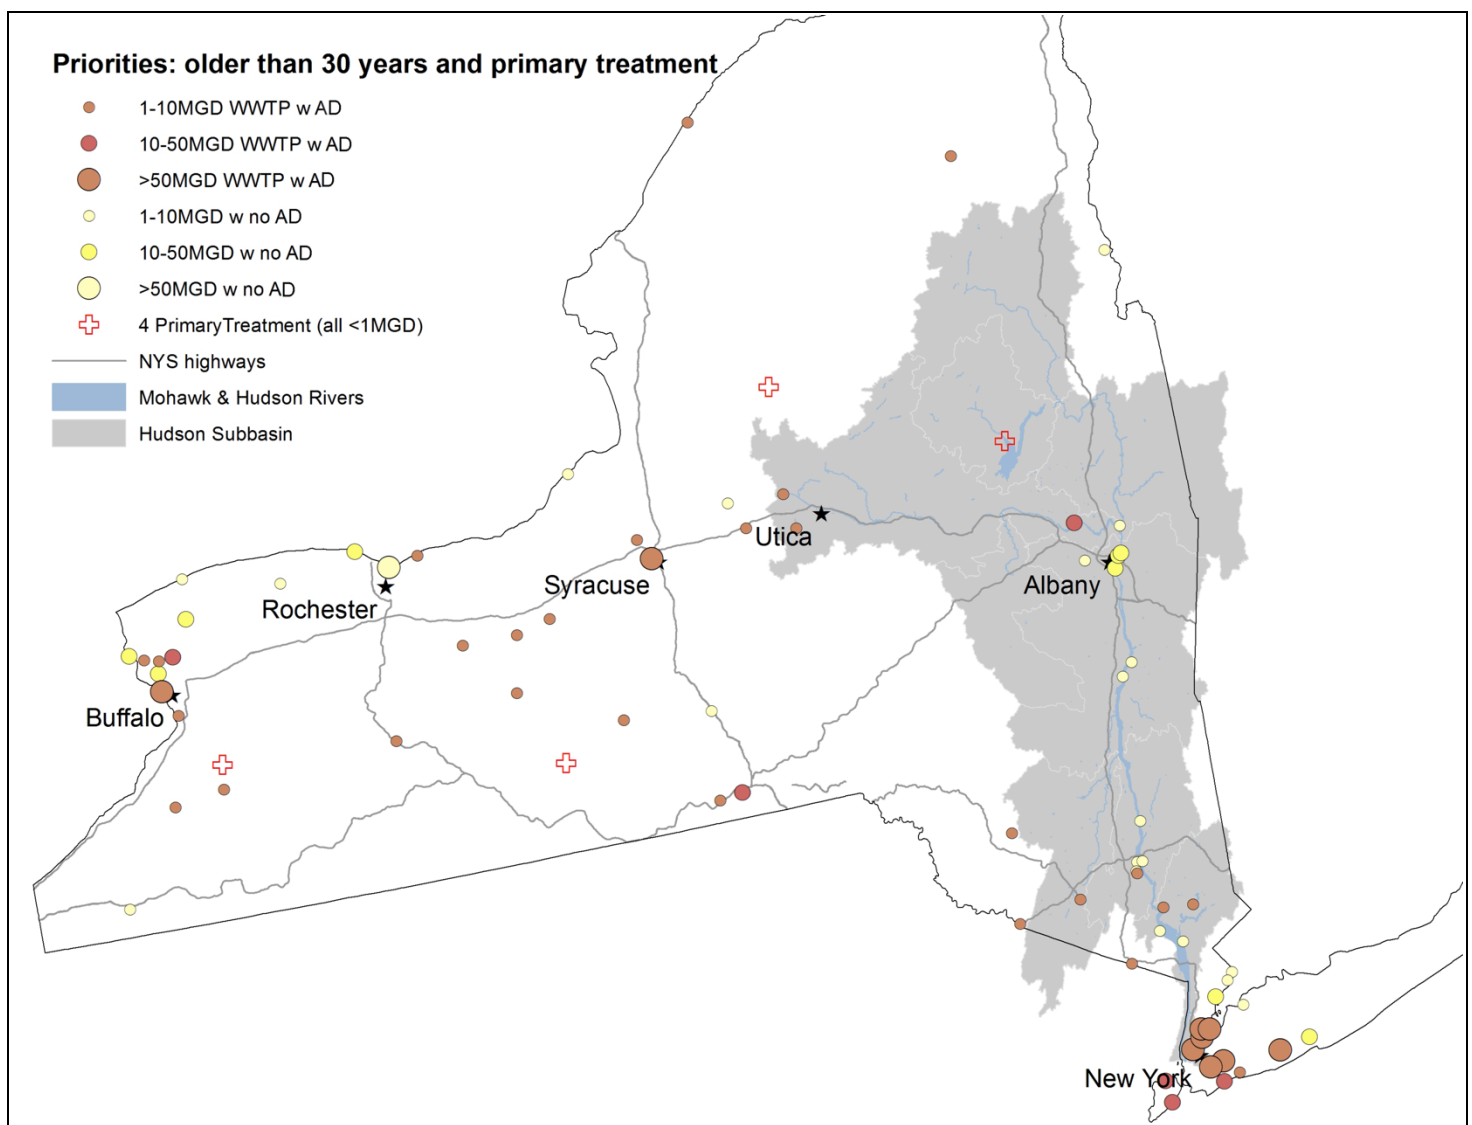 Priorities: older than 30 years and primary treatment
1-10MGD WWTP w AD
10-50MGD WWTP w AD
>50MGD WWTP w AD
1-10MGD w no AD
10-50MGD w no AD
>50MGD w no AD
4 PrimaryTreatment (all <1MGD)
NYS highways
Mohawk & Hudson Rivers
Hudson Subbasin
Utica
Syracuse
Albany
Rochester
Buffalo
New York